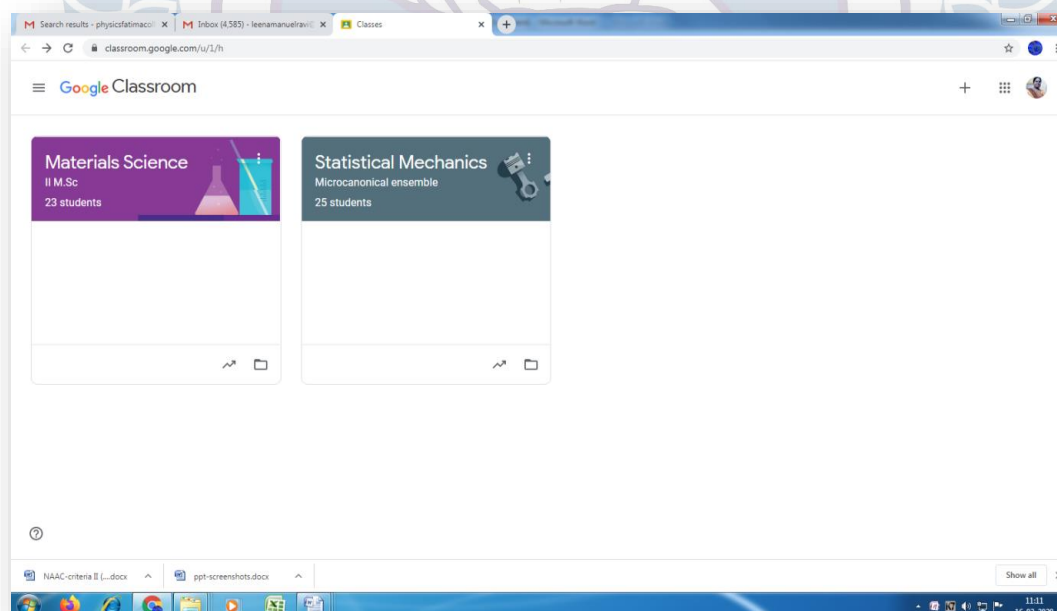 Search results - physicsfatimacol
Inbox (4,585) - leenamanuelravi
Classes
classroom.google.com/u/1/h
Google Classroom
Materials Science
II M.Sc
23 students
Statistical Mechanics
Microcanonical ensemble
25 students
NAAC-criteria II (....docx
ppt-screenshots.docx
Show all
11:11